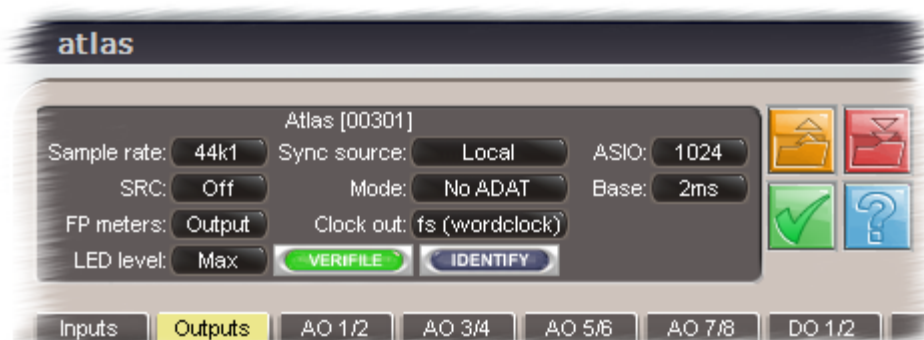 atlas
Atlas [00301]
Sample rate: 44k1 Sync source: Local ASIO: 1024
SRC: Off Mode: No ADAT Base: 2ms
FP meters: Output Clock out: fs (wordclock)
LED level: Max VERIFILE IDENTIFY
Inputs Outputs AO 1/2 AO 3/4 AO 5/6 AO 7/8 DO 1/2